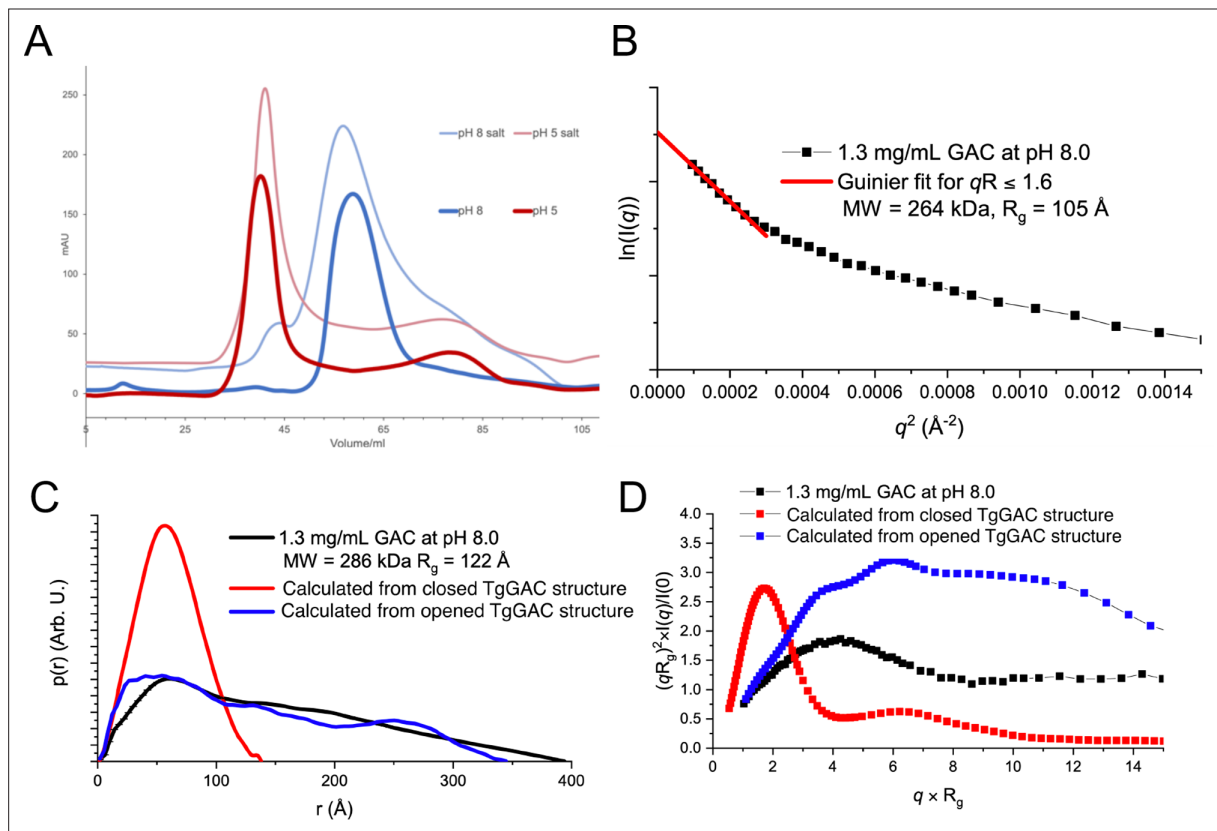 A
250
200
150
100
50
0
mAU
5
25
45
65
85
105
Volume/ml
pH 8 salt
pH 5 salt
pH 8
pH 5
B
ln(I(q))
1.3 mg/mL GAC at pH 8.0
Guinier fit for qR ≤ 1.6
MW = 264 kDa, Rg = 105 Å
0.0000 0.0002 0.0004 0.0006 0.0008 0.0010 0.0012 0.0014
q² (Å⁻²)
C
p(r) (Arb. U.)
1.3 mg/mL GAC at pH 8.0
MW = 286 kDa Rg = 122 Å
Calculated from closed TgGAC structure
Calculated from opened TgGAC structure
0 100 200 300 400
r (Å)
D
1.3 mg/mL GAC at pH 8.0
Calculated from closed TgGAC structure
Calculated from opened TgGAC structure
(qRg)²×I(q)/I(0)
4.0
3.5
3.0
2.5
2.0
1.5
1.0
0.5
0.0
0 2 4 6 8 10 12 14
q × Rg